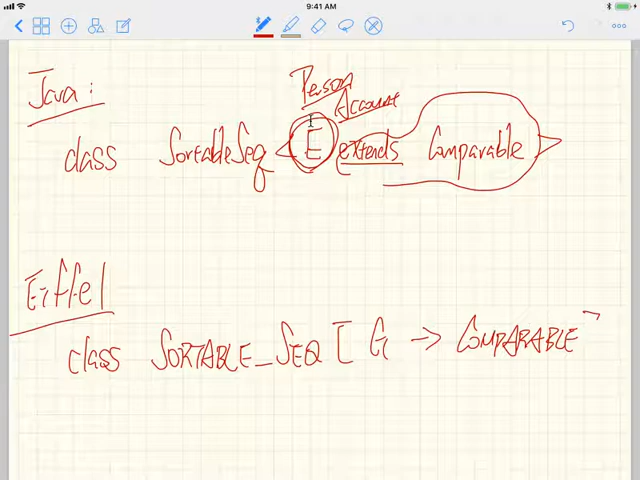 9:41 AM
Java:
Person
Account
class SortableSeq < E extends Comparable >
Eiffel
class SORTABLE_SEQ [ G -> COMPARABLE ]